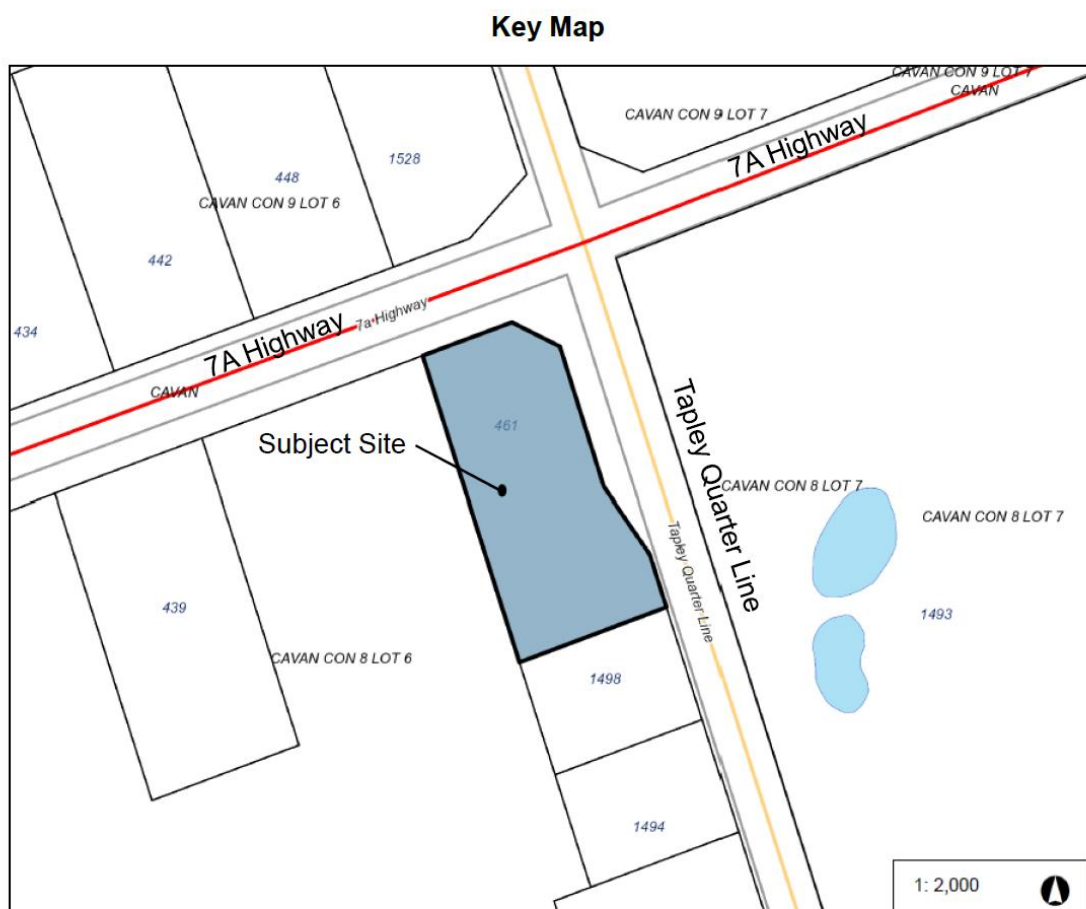 Key Map
CAVAN CON 9 LOT 7
CAVAN
CAVAN CON 9 LOT 7
7A Highway
1528
448
CAVAN CON 9 LOT 6
442
434
7a Highway
7A Highway
CAVAN
461
Subject Site
Tapley Quarter Line
CAVAN CON 8 LOT 7
CAVAN CON 8 LOT 7
Tapley Quarter Line
439
1493
CAVAN CON 8 LOT 6
1498
1494
1: 2,000